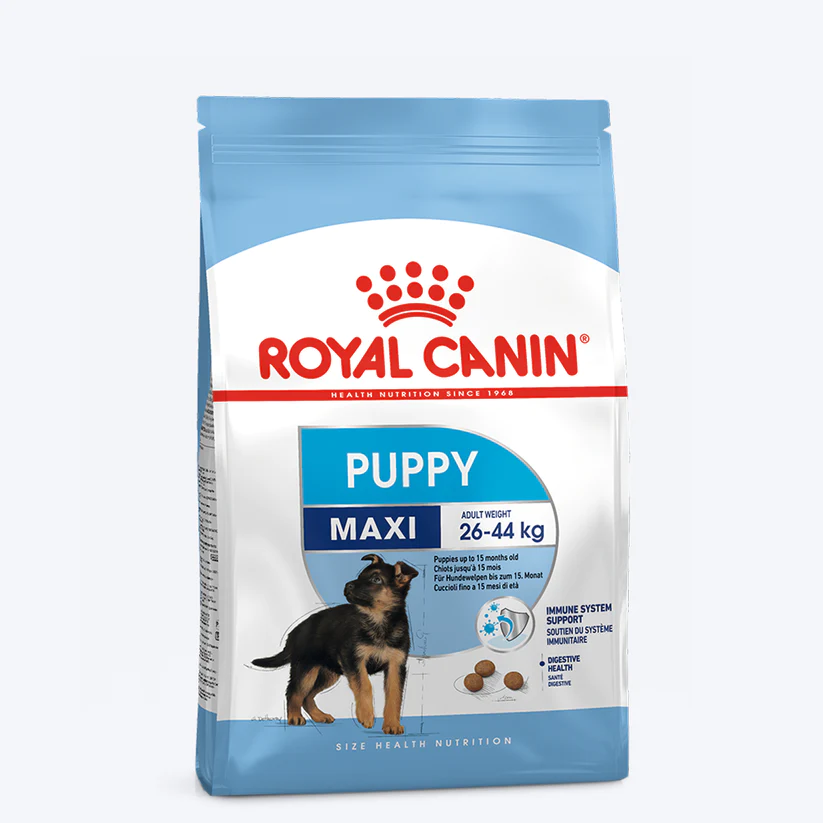 ROYAL CANIN®
HEALTH NUTRITION SINCE 1968
PUPPY
MAXI
ADULT WEIGHT
26-44 kg
Puppies up to 15 months old
Chiots jusqu'à 15 mois
Für Hundewelpen bis zum 15. Monat
Cuccioli fino a 15 mesi di età
IMMUNE SYSTEM
SUPPORT
SOUTIEN DU SYSTÈME
IMMUNITAIRE
DIGESTIVE
HEALTH
SANTÉ
DIGESTIVE
SIZE HEALTH NUTRITION